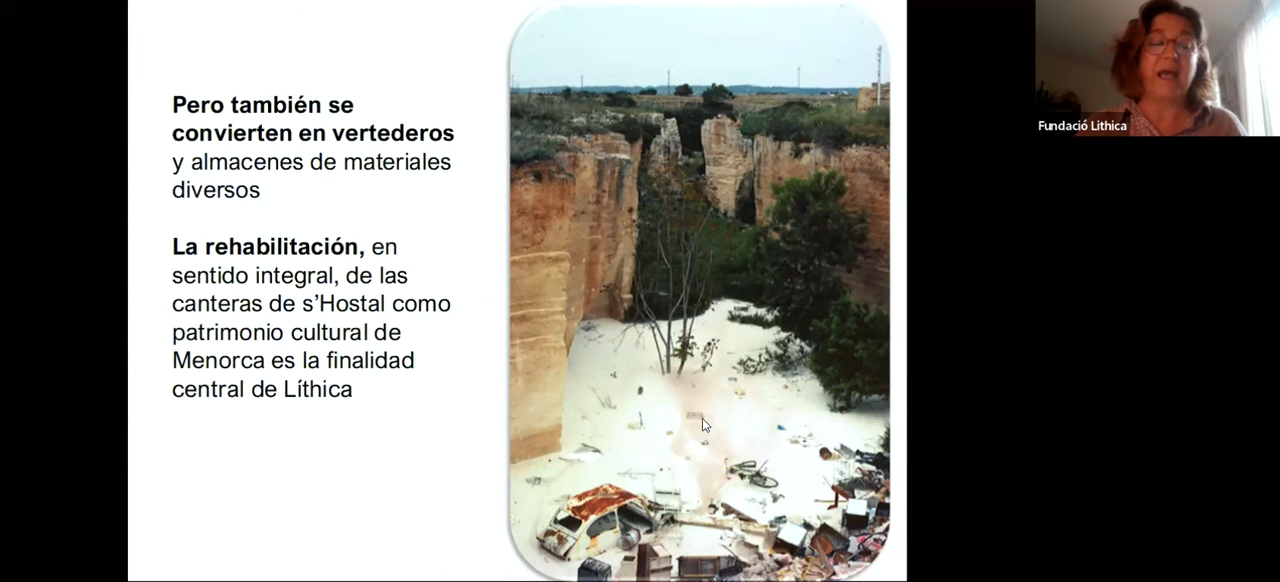 Pero también se
convierten en vertederos
y almacenes de materiales
diversos
La rehabilitación, en
sentido integral, de las
canteras de s’Hostal como
patrimonio cultural de
Menorca es la finalidad
central de Líthica
Fundació Lithica